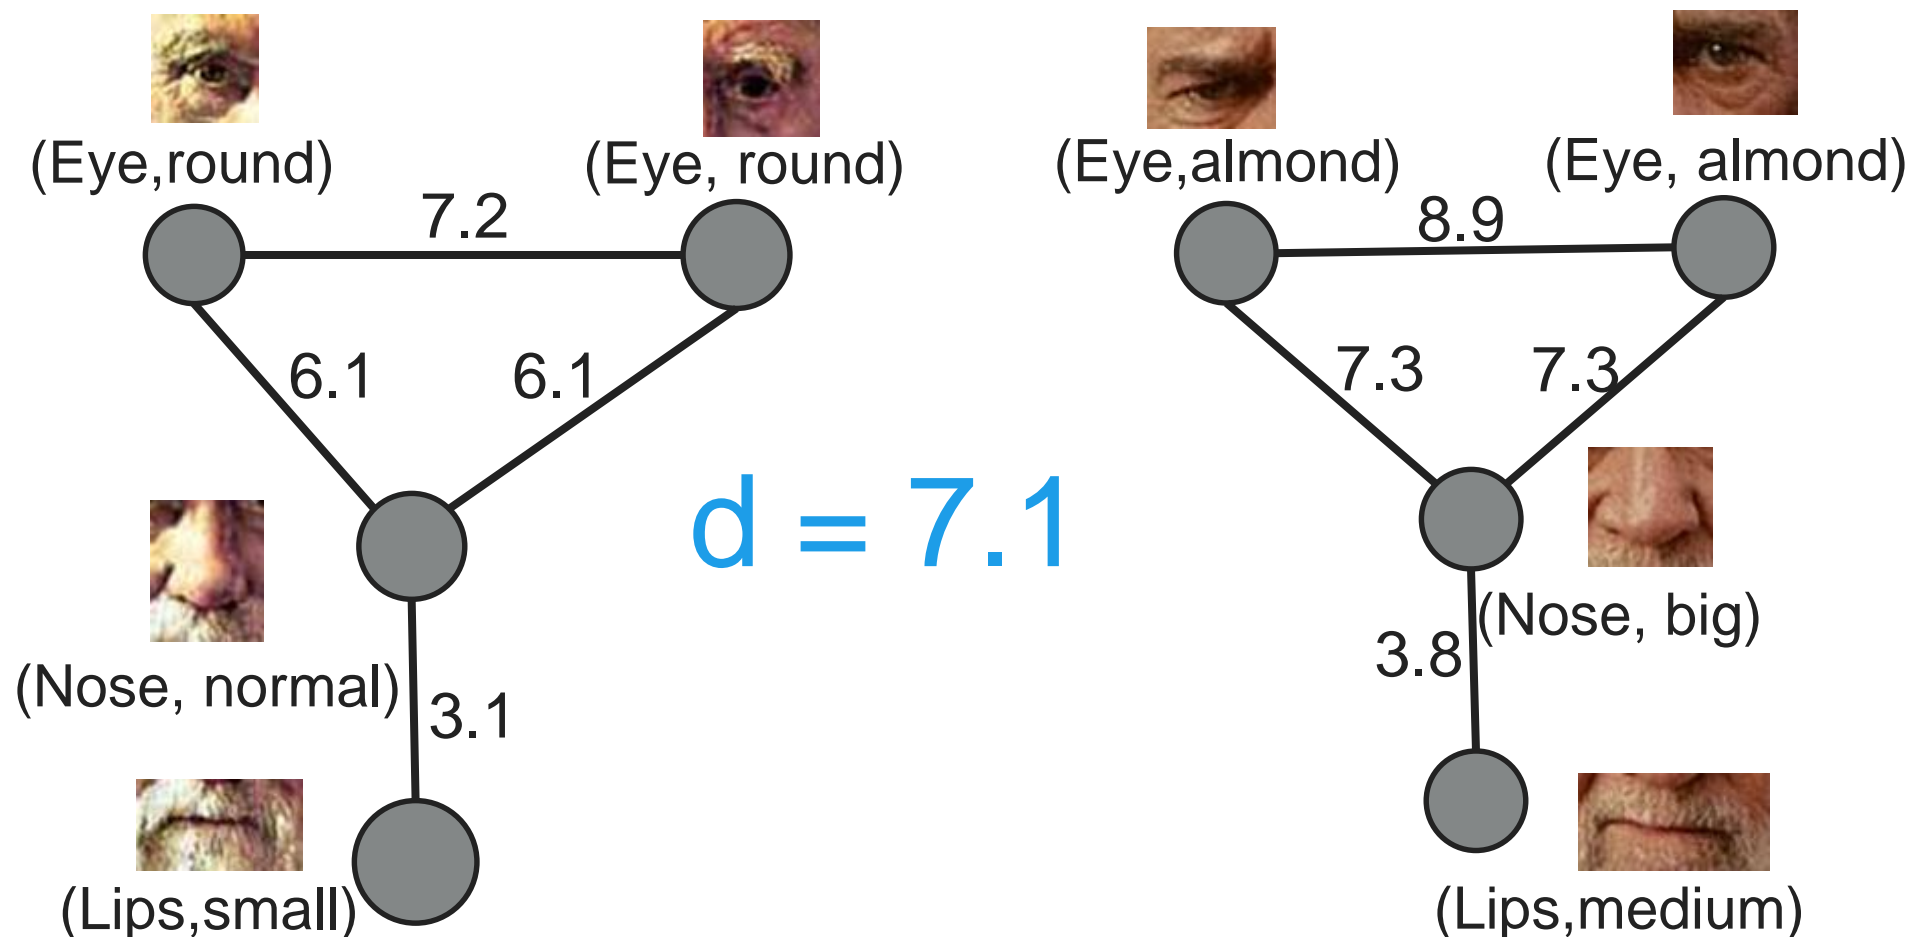 (Eye,round)
(Eye, round)
7.2
6.1
6.1
(Nose, normal)
3.1
(Lips,small)
d = 7.1
(Eye,almond)
(Eye, almond)
8.9
7.3
7.3
(Nose, big)
3.8
(Lips,medium)